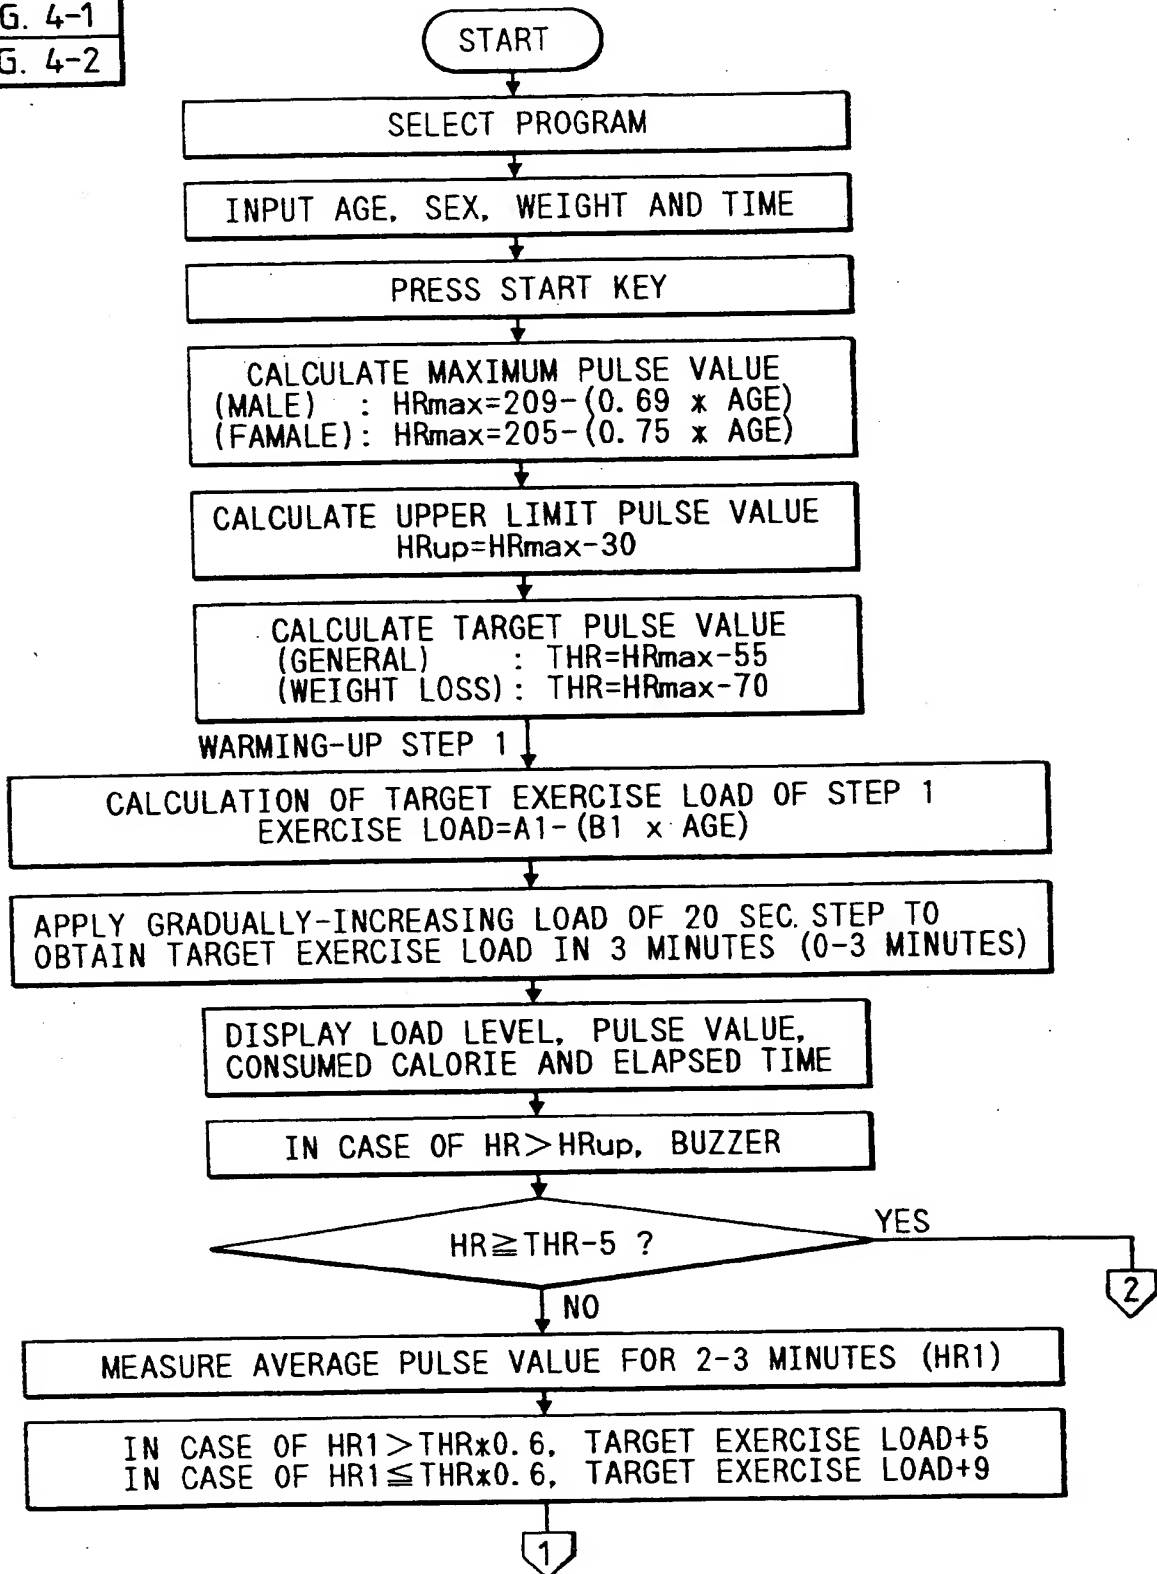 G. 4-1
G. 4-2
START
SELECT PROGRAM
INPUT AGE, SEX, WEIGHT AND TIME
PRESS START KEY
CALCULATE MAXIMUM PULSE VALUE
(MALE) : HRmax=209-(0.69 * AGE)
(FAMALE): HRmax=205-(0.75 * AGE)
CALCULATE UPPER LIMIT PULSE VALUE
HRup=HRmax-30
CALCULATE TARGET PULSE VALUE
(GENERAL) : THR=HRmax-55
(WEIGHT LOSS): THR=HRmax-70
WARMING-UP STEP 1
CALCULATION OF TARGET EXERCISE LOAD OF STEP 1
EXERCISE LOAD=A1-(B1 x AGE)
APPLY GRADUALLY-INCREASING LOAD OF 20 SEC. STEP TO
OBTAIN TARGET EXERCISE LOAD IN 3 MINUTES (0-3 MINUTES)
DISPLAY LOAD LEVEL, PULSE VALUE,
CONSUMED CALORIE AND ELAPSED TIME
IN CASE OF HR>HRup, BUZZER
HR≧THR-5 ?
YES
2
NO
MEASURE AVERAGE PULSE VALUE FOR 2-3 MINUTES (HR1)
IN CASE OF HR1>THR*0.6, TARGET EXERCISE LOAD+5
IN CASE OF HR1≦THR*0.6, TARGET EXERCISE LOAD+9
1